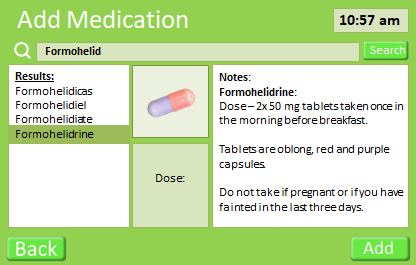 Add Medication
10:57 am
Formohelid
Search
Results:
Formohelidicas
Formohelidiel
Formohelidiate
Formohelidrine
Dose:
Notes:
Formohelidrine:
Dose – 2x 50 mg tablets taken once in
the morning before breakfast.
Tablets are oblong, red and purple
capsules.
Do not take if pregnant or if you have
fainted in the last three days.
Back
Add